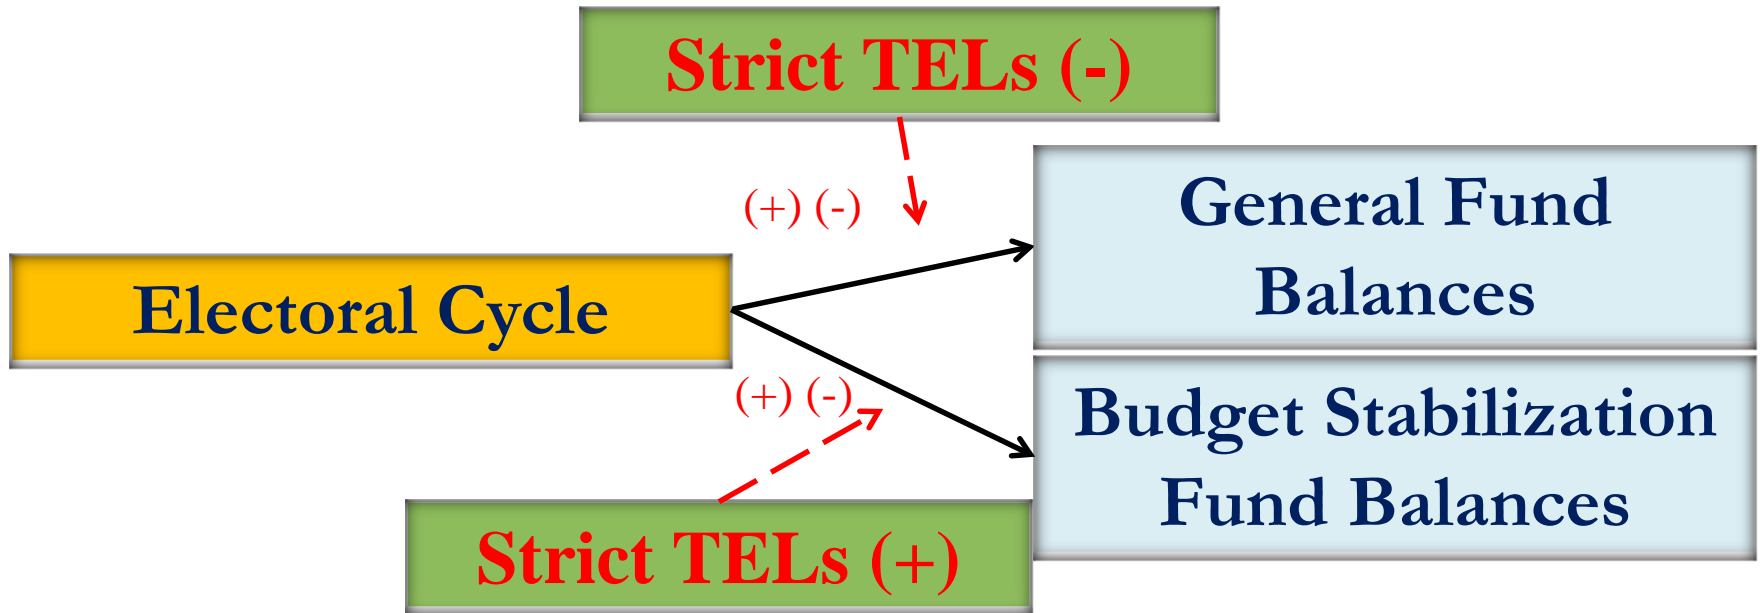 Strict TELs (-)
(+) (-)
General Fund
Balances
Electoral Cycle
(+) (-)
Budget Stabilization
Fund Balances
Strict TELs (+)